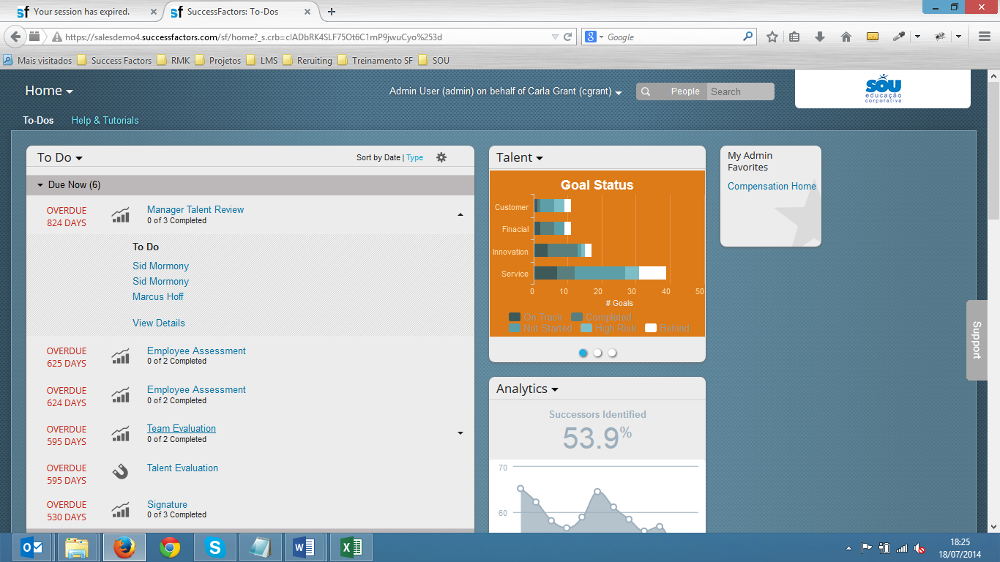 Your session has expired.
SuccessFactors: To-Dos
https://salesdemo4.successfactors.com/sf/home?_s.crb=clADbRK4SLF75Ot6C1mP9jwuCyo%253d
Google
Mais visitados
Success Factors
RMK
Projetos
LMS
Reruiting
Treinamento SF
SOU
Home
Admin User (admin) on behalf of Carla Grant (cgrant)
People
Search
SOU
educação
corporativa
To-Dos
Help & Tutorials
To Do
Sort by Date | Type
Due Now (6)
OVERDUE
824 DAYS
Manager Talent Review
0 of 3 Completed
To Do
Sid Mormony
Sid Mormony
Marcus Hoff
View Details
OVERDUE
625 DAYS
Employee Assessment
0 of 2 Completed
OVERDUE
624 DAYS
Employee Assessment
0 of 2 Completed
OVERDUE
595 DAYS
Team Evaluation
0 of 2 Completed
OVERDUE
595 DAYS
Talent Evaluation
OVERDUE
530 DAYS
Signature
0 of 3 Completed
Talent
Goal Status
Customer
Finacial
Innovation
Service
0 10 20 30 40 50
# Goals
On Track Completed
Not Started High Risk Behind
Analytics
Successors Identified
53.9%
70
60
My Admin
Favorites
Compensation Home
Support
18:25
18/07/2014